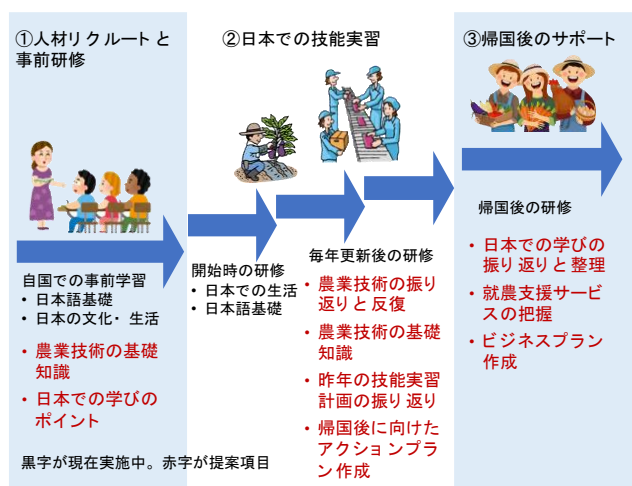 ①人材リクルートと
事前研修
自国での事前学習
• 日本語基礎
• 日本の文化・生活
• 農業技術の基礎
知識
• 日本での学びの
ポイント
②日本での技能実習
開始時の研修
• 日本での生活
• 日本語基礎
毎年更新後の研修
• 農業技術の振り
返りと反復
• 農業技術の基礎
知識
• 昨年の技能実習
計画の振り返り
• 帰国後に向けた
アクションプラ
ン作成
③帰国後のサポート
帰国後の研修
• 日本での学びの
振り返りと整理
• 就農支援サービ
スの把握
• ビジネスプラン
作成
黒字が現在実施中。赤字が提案項目